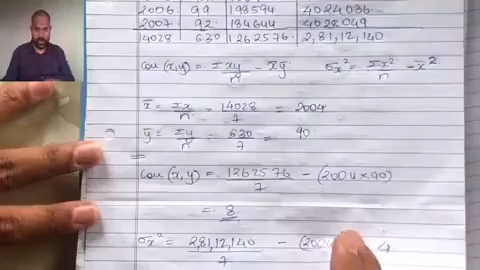 2006 99 198594 4024036
2007 92 184644 4028049
14028 630 1262576 2,81,12,140
Cov (x,y) = Σxy/n - x̄ȳ σx² = Σx²/n - x̄²
x̄ = Σx/n = 14028/7 = 2004
ȳ = Σy/n = 630/7 = 90
Cov (x,y) = 1262576/7 - (2004×90)
= 8
σx² = 2,81,12,140/7 - (200 4